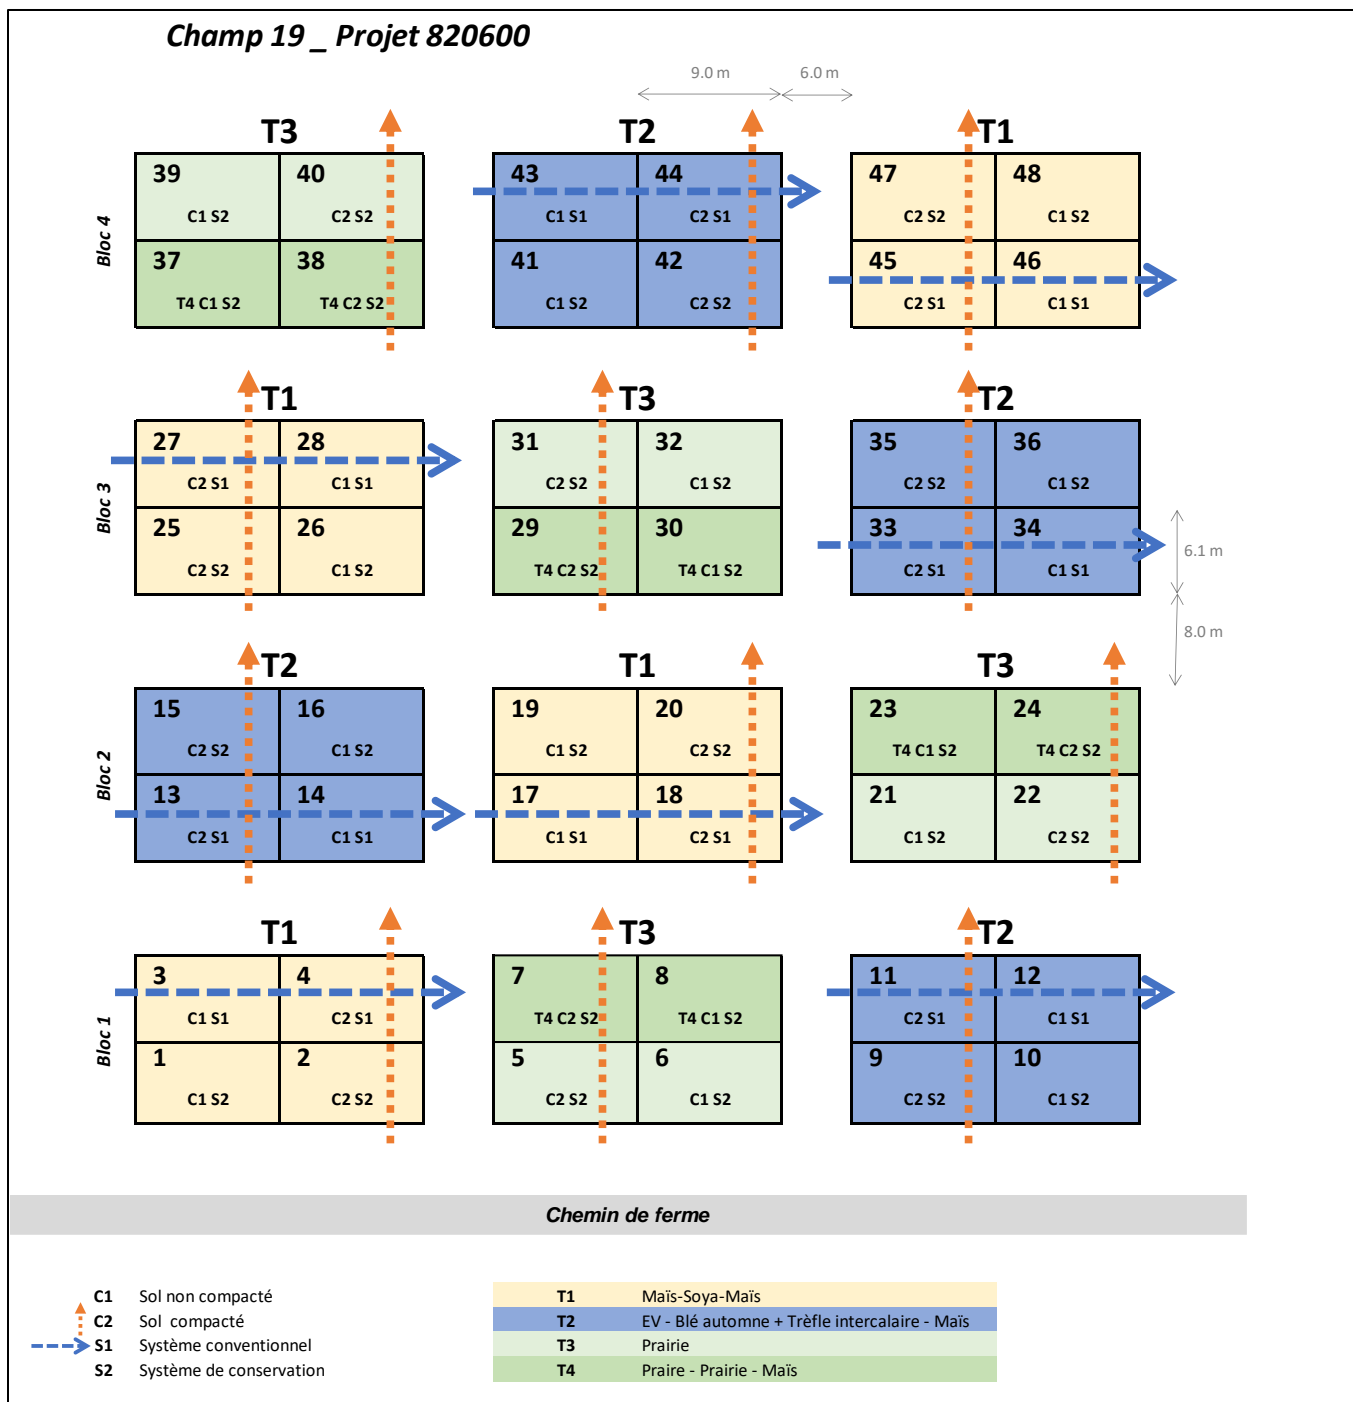 Champ 19 _ Projet 820600
9.0 m 6.0 m
T3 T2 T1
39 40 43 44 47 48
C1 S2 C2 S2 C1 S1 C2 S1 C2 S2 C1 S2
Bloc 4
37 38 41 42 45 46
T4 C1 S2 T4 C2 S2 C1 S2 C2 S2 C2 S1 C1 S1
T1 T3 T2
27 28 31 32 35 36
C2 S1 C1 S1 C2 S2 C1 S2 C2 S2 C1 S2
Bloc 3
25 26 29 30 33 34
6.1 m
C2 S2 C1 S2 T4 C2 S2 T4 C1 S2 C2 S1 C1 S1
8.0 m
T2 T1 T3
15 16 19 20 23 24
C2 S2 C1 S2 C1 S2 C2 S2 T4 C1 S2 T4 C2 S2
Bloc 2
13 14 17 18 21 22
C2 S1 C1 S1 C1 S1 C2 S1 C1 S2 C2 S2
T1 T3 T2
3 4 7 8 11 12
C1 S1 C2 S1 T4 C2 S2 T4 C1 S2 C2 S1 C1 S1
Bloc 1
1 2 5 6 9 10
C1 S2 C2 S2 C2 S2 C1 S2 C2 S2 C1 S2
Chemin de ferme
C1 Sol non compacté T1 Maïs-Soya-Maïs
C2 Sol compacté T2 EV - Blé automne + Trèfle intercalaire - Maïs
S1 Système conventionnel T3 Prairie
S2 Système de conservation T4 Praire - Prairie - Maïs